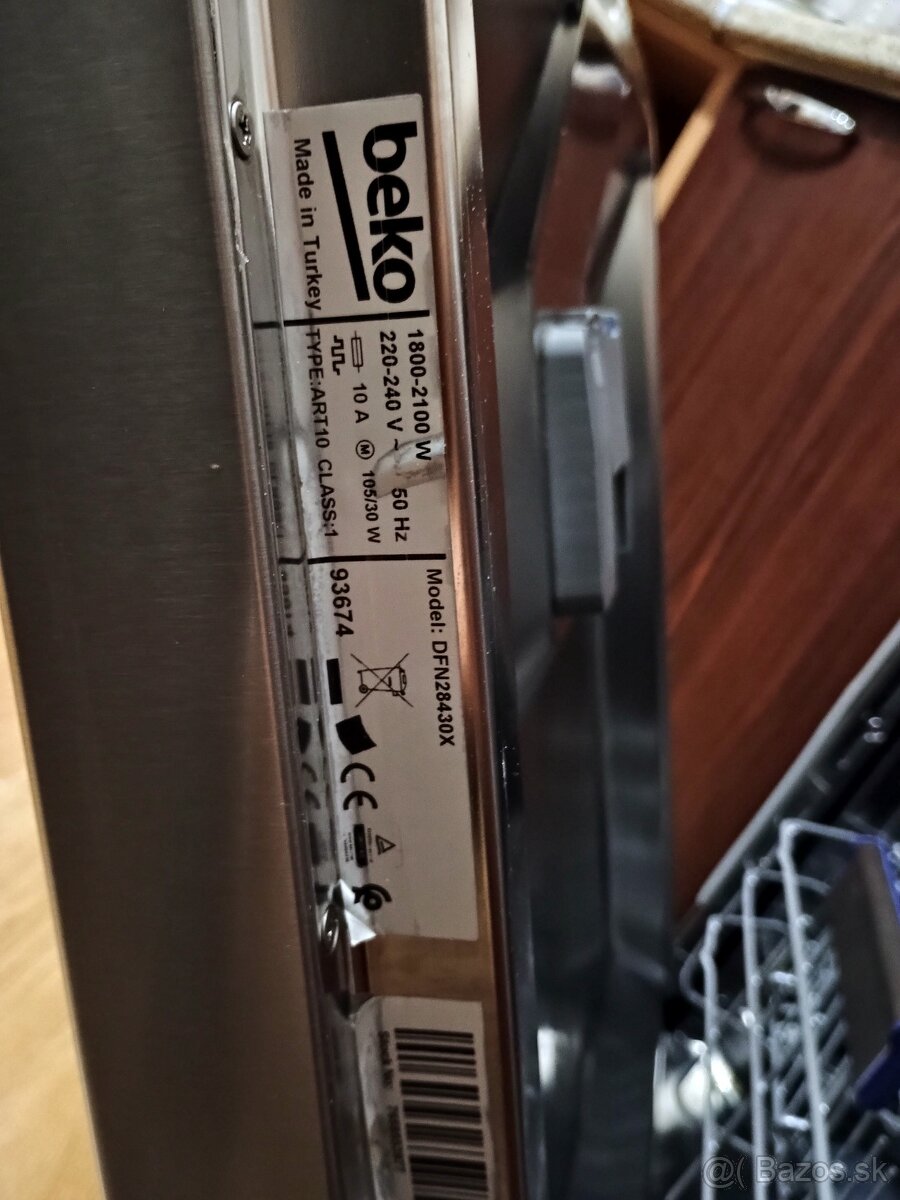 beko
Made in Turkey TYPE:ART10 CLASS:1
1800-2100 W
220-240 V ~ 50 Hz
10 A M 105/30 W
Model: DFN28430X
93674
CE
@( Bazos.sk